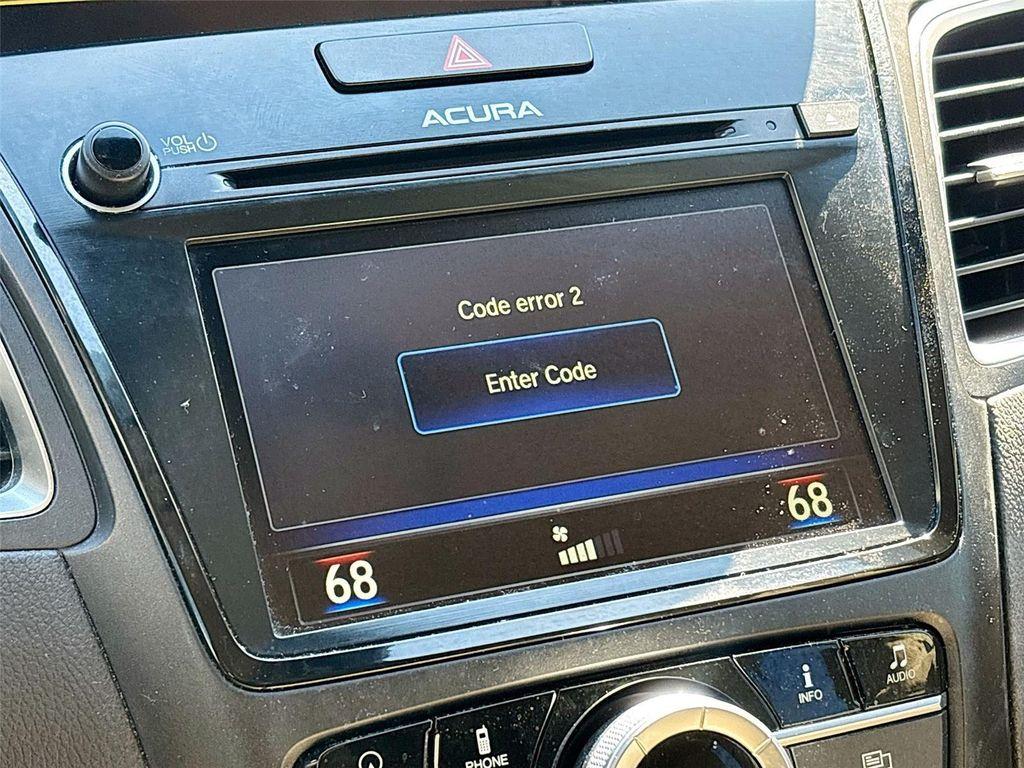 ACURA
VOL
PUSH
Code error 2
Enter Code
68
68
INFO
AUDIO
PHONE